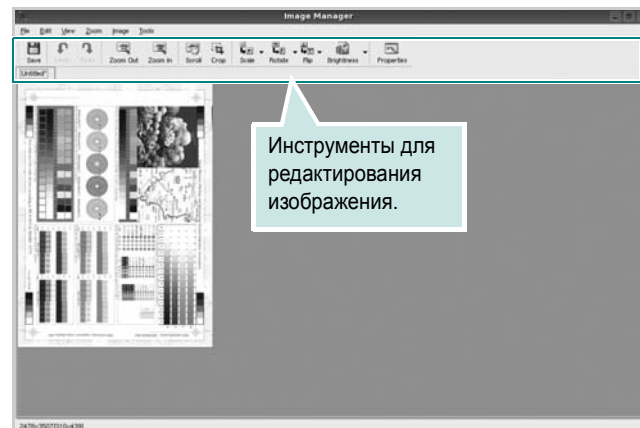 Image Manager
File Edit View Zoom Image Tools
Save Undo Redo Zoom Out Zoom In Scroll Crop Scale Rotate Flip Brightness Properties
Untitled*
Инструменты для
редактирования
изображения.